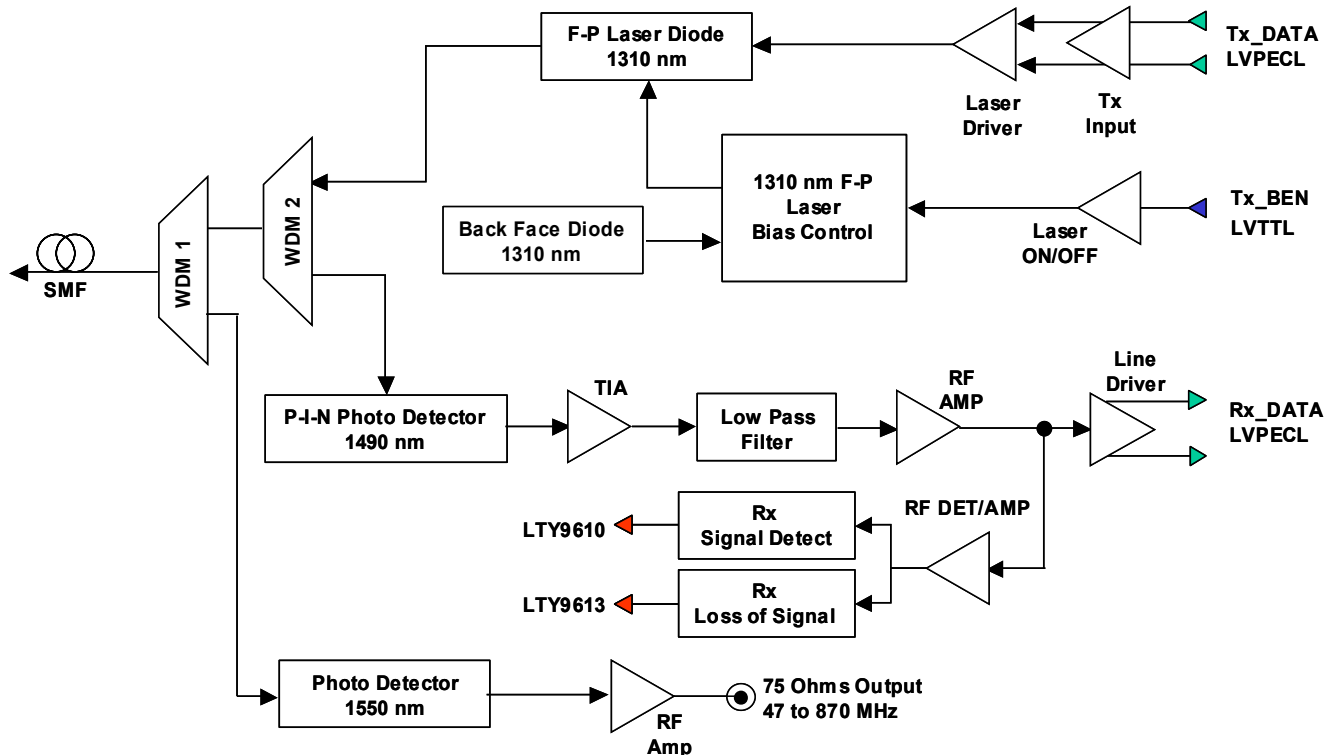 F-P Laser Diode
1310 nm
Laser
Driver
Tx
Input
Tx_DATA
LVPECL
1310 nm F-P
Laser
Bias Control
Back Face Diode
1310 nm
Laser
ON/OFF
Tx_BEN
LVTTL
WDM 2
WDM 1
SMF
P-I-N Photo Detector
1490 nm
TIA
Low Pass
Filter
RF
AMP
Line
Driver
Rx_DATA
LVPECL
RF DET/AMP
LTY9610
Rx
Signal Detect
LTY9613
Rx
Loss of Signal
Photo Detector
1550 nm
RF
Amp
75 Ohms Output
47 to 870 MHz